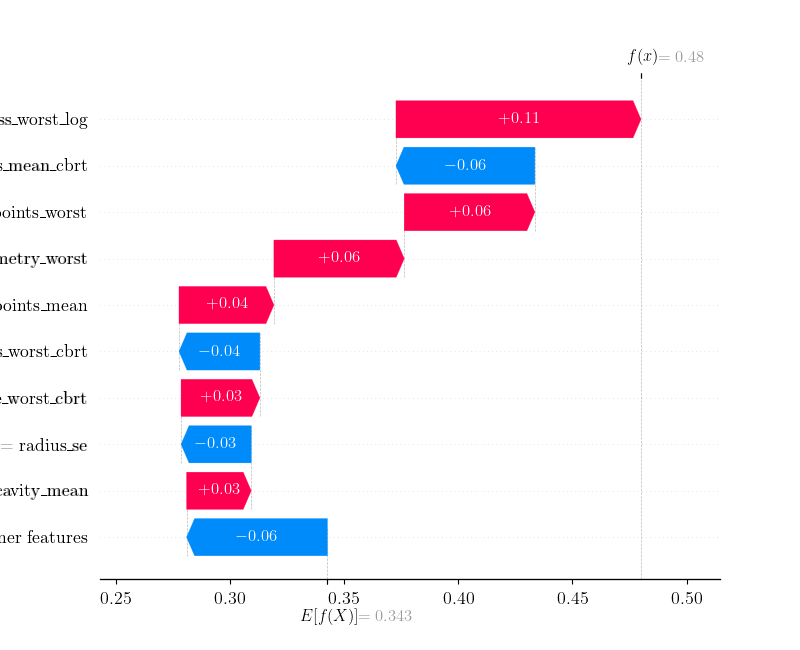 f(x) = 0.48
ss_worst_log +0.11
s_mean_cbrt −0.06
points_worst +0.06
metry_worst +0.06
points_mean +0.04
s_worst_cbrt −0.04
e_worst_cbrt +0.03
= radius_se −0.03
cavity_mean +0.03
her features −0.06
0.25 0.30 0.35 0.40 0.45 0.50
E[f(X)] = 0.343